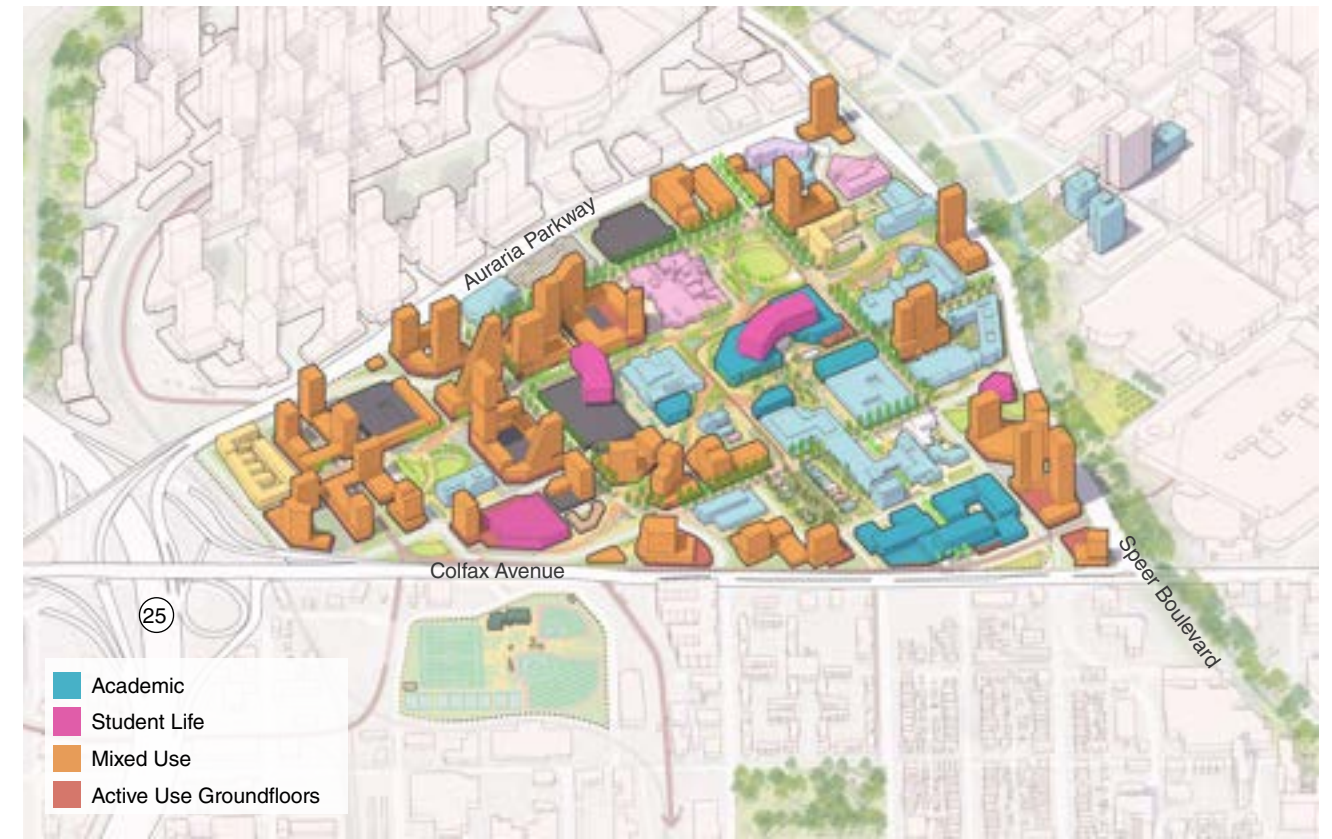 Auraria Parkway
Colfax Avenue
Speer Boulevard
25
Academic
Student Life
Mixed Use
Active Use Groundfloors